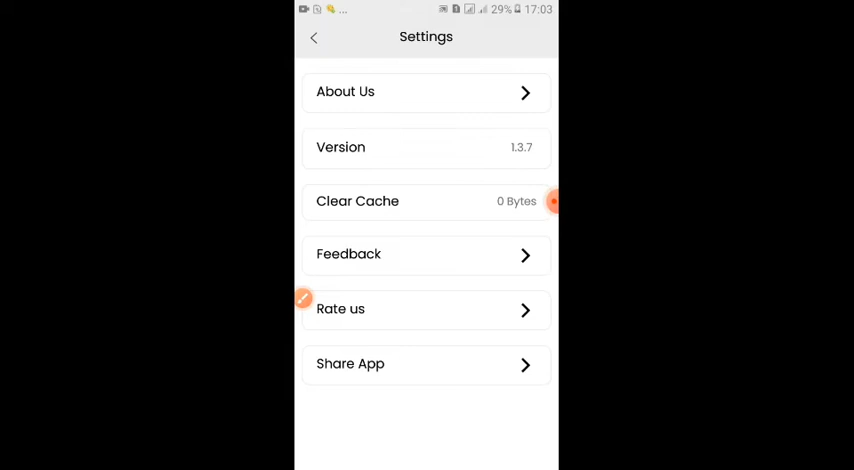 ... 29% 17:03
Settings
About Us
Version 1.3.7
Clear Cache 0 Bytes
Feedback
Rate us
Share App